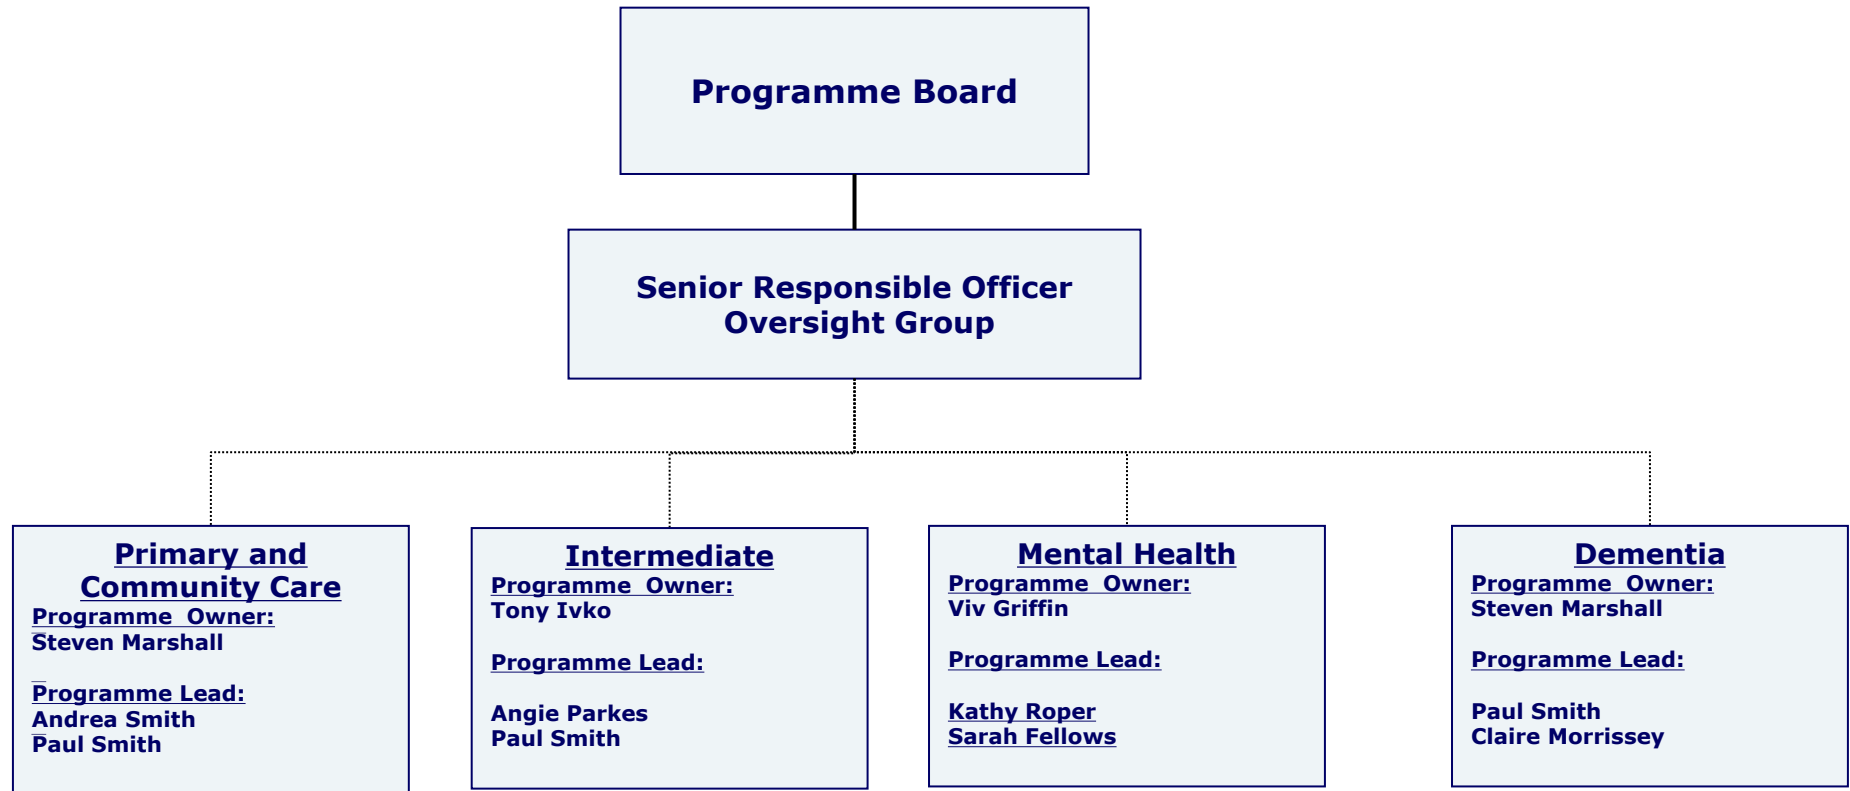 Programme Board
Senior Responsible Officer
Oversight Group
Primary and
Community Care
Programme  Owner:
Steven Marshall
Programme Lead:
Andrea Smith
Paul Smith
Intermediate
Programme  Owner:
Tony Ivko
Programme Lead:
Angie Parkes
Paul Smith
Mental Health
Programme  Owner:
Viv Griffin
Programme Lead:
Kathy Roper
Sarah Fellows
Dementia
Programme  Owner:
Steven Marshall
Programme Lead:
Paul Smith
Claire Morrissey